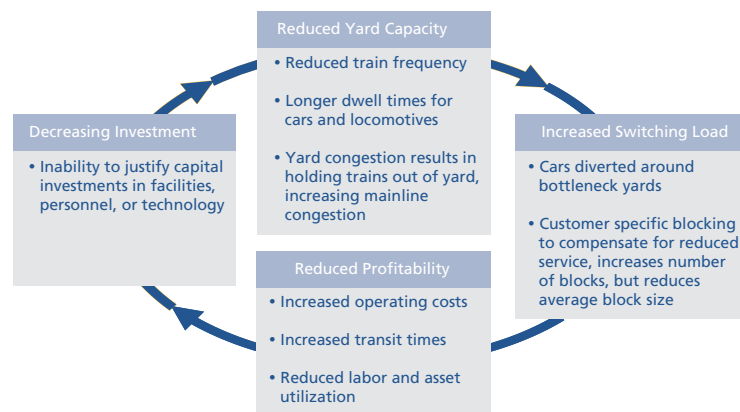 Reduced Yard Capacity
• Reduced train frequency
• Longer dwell times for
cars and locomotives
• Yard congestion results in
holding trains out of yard,
increasing mainline
congestion
Increased Switching Load
• Cars diverted around
bottleneck yards
• Customer specific blocking
to compensate for reduced
service, increases number
of blocks, but reduces
average block size
Reduced Profitability
• Increased operating costs
• Increased transit times
• Reduced labor and asset
utilization
Decreasing Investment
• Inability to justify capital
investments in facilities,
personnel, or technology